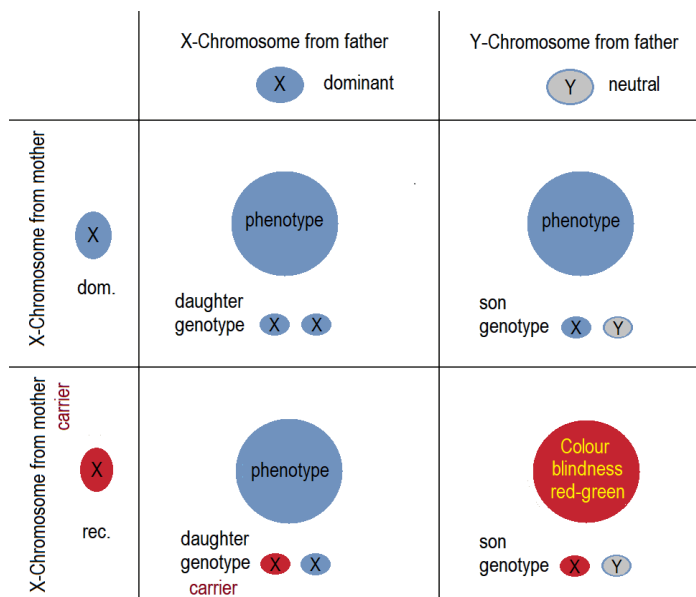 X-Chromosome from father
X dominant
Y-Chromosome from father
Y neutral
X-Chromosome from mother
X
dom.
phenotype
daughter
genotype X X
phenotype
son
genotype X Y
X-Chromosome from mother
carrier
X
rec.
phenotype
daughter
genotype X X
carrier
Colour
blindness
red-green
son
genotype X Y